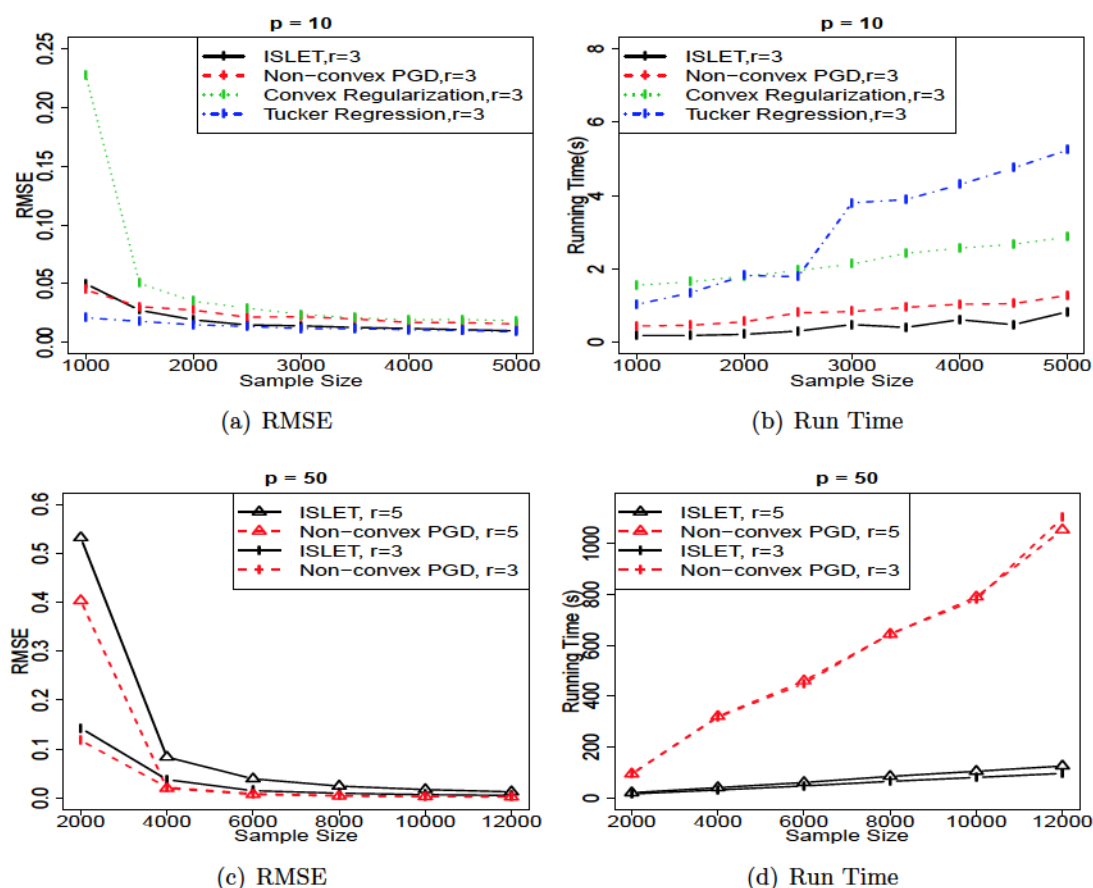 p = 10
ISLET,r=3
Non−convex PGD,r=3
Convex Regularization,r=3
Tucker Regression,r=3
RMSE
0.00 0.05 0.10 0.15 0.20 0.25
1000 2000 3000 4000 5000
Sample Size
(a) RMSE
p = 10
ISLET,r=3
Non−convex PGD,r=3
Convex Regularization,r=3
Tucker Regression,r=3
Running Time(s)
0 2 4 6 8
1000 2000 3000 4000 5000
Sample Size
(b) Run Time
p = 50
ISLET, r=5
Non−convex PGD, r=5
ISLET, r=3
Non−convex PGD, r=3
RMSE
0.0 0.1 0.2 0.3 0.4 0.5 0.6
2000 4000 6000 8000 10000 12000
Sample Size
(c) RMSE
p = 50
ISLET, r=5
Non−convex PGD, r=5
ISLET, r=3
Non−convex PGD, r=3
Running Time (s)
0 200 400 600 800 1000
2000 4000 6000 8000 10000 12000
Sample Size
(d) Run Time